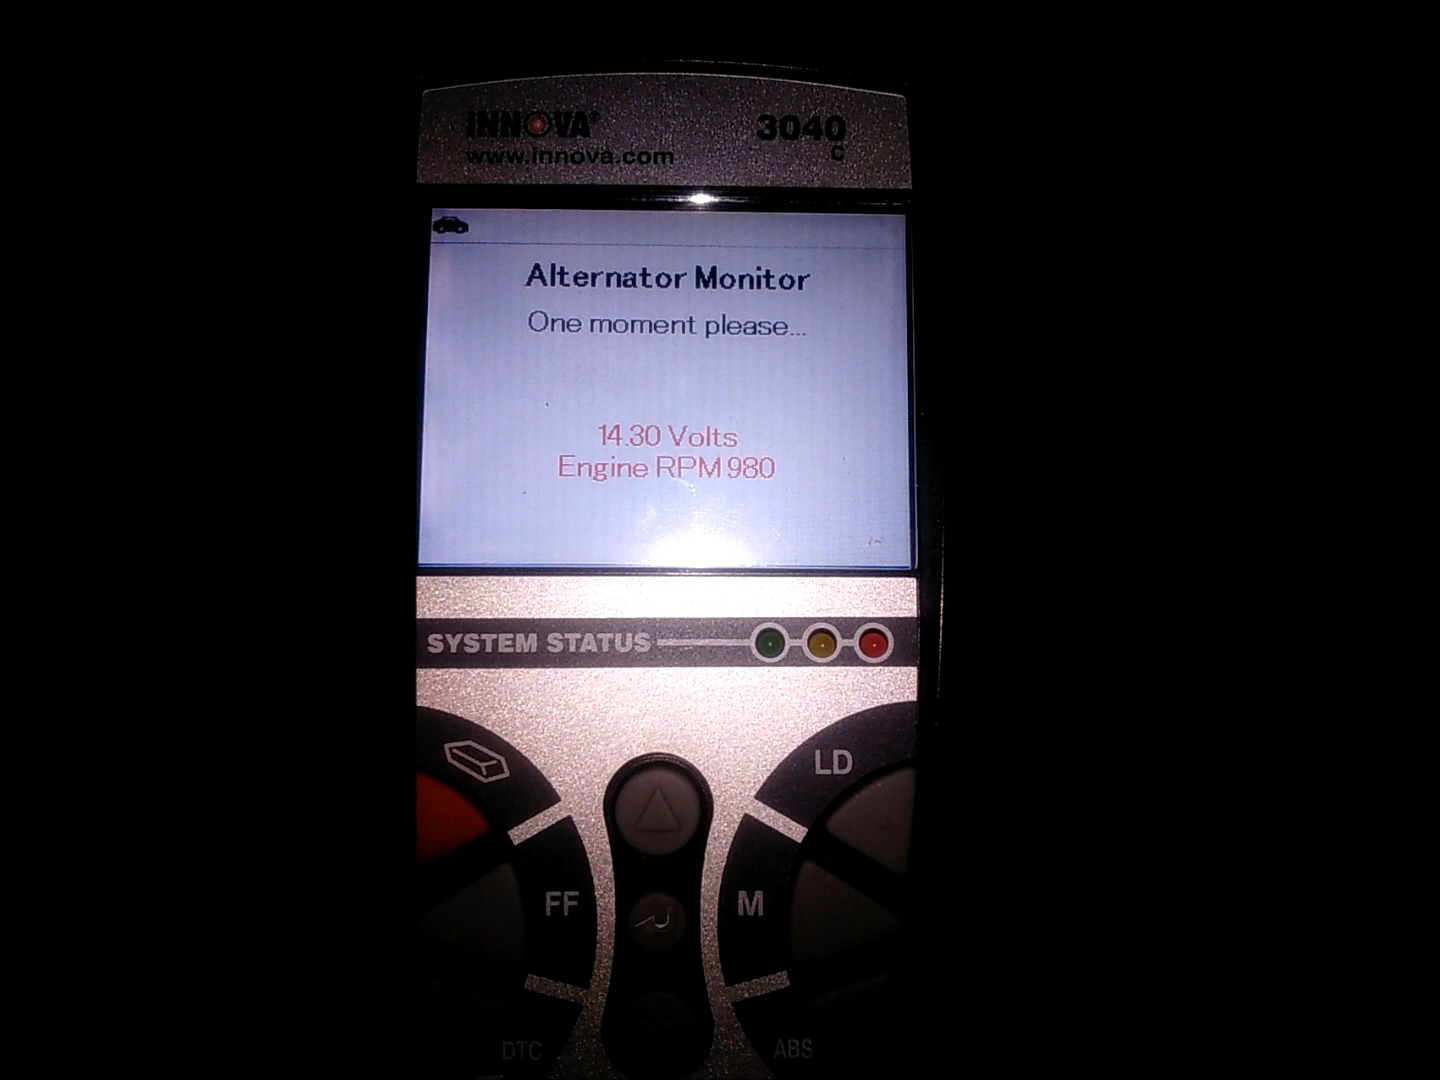 INNOVA®
3040
www.innova.com
C
Alternator Monitor
One moment please...
14.30 Volts
Engine RPM 980
SYSTEM STATUS
LD
FF
M
DTC
ABS